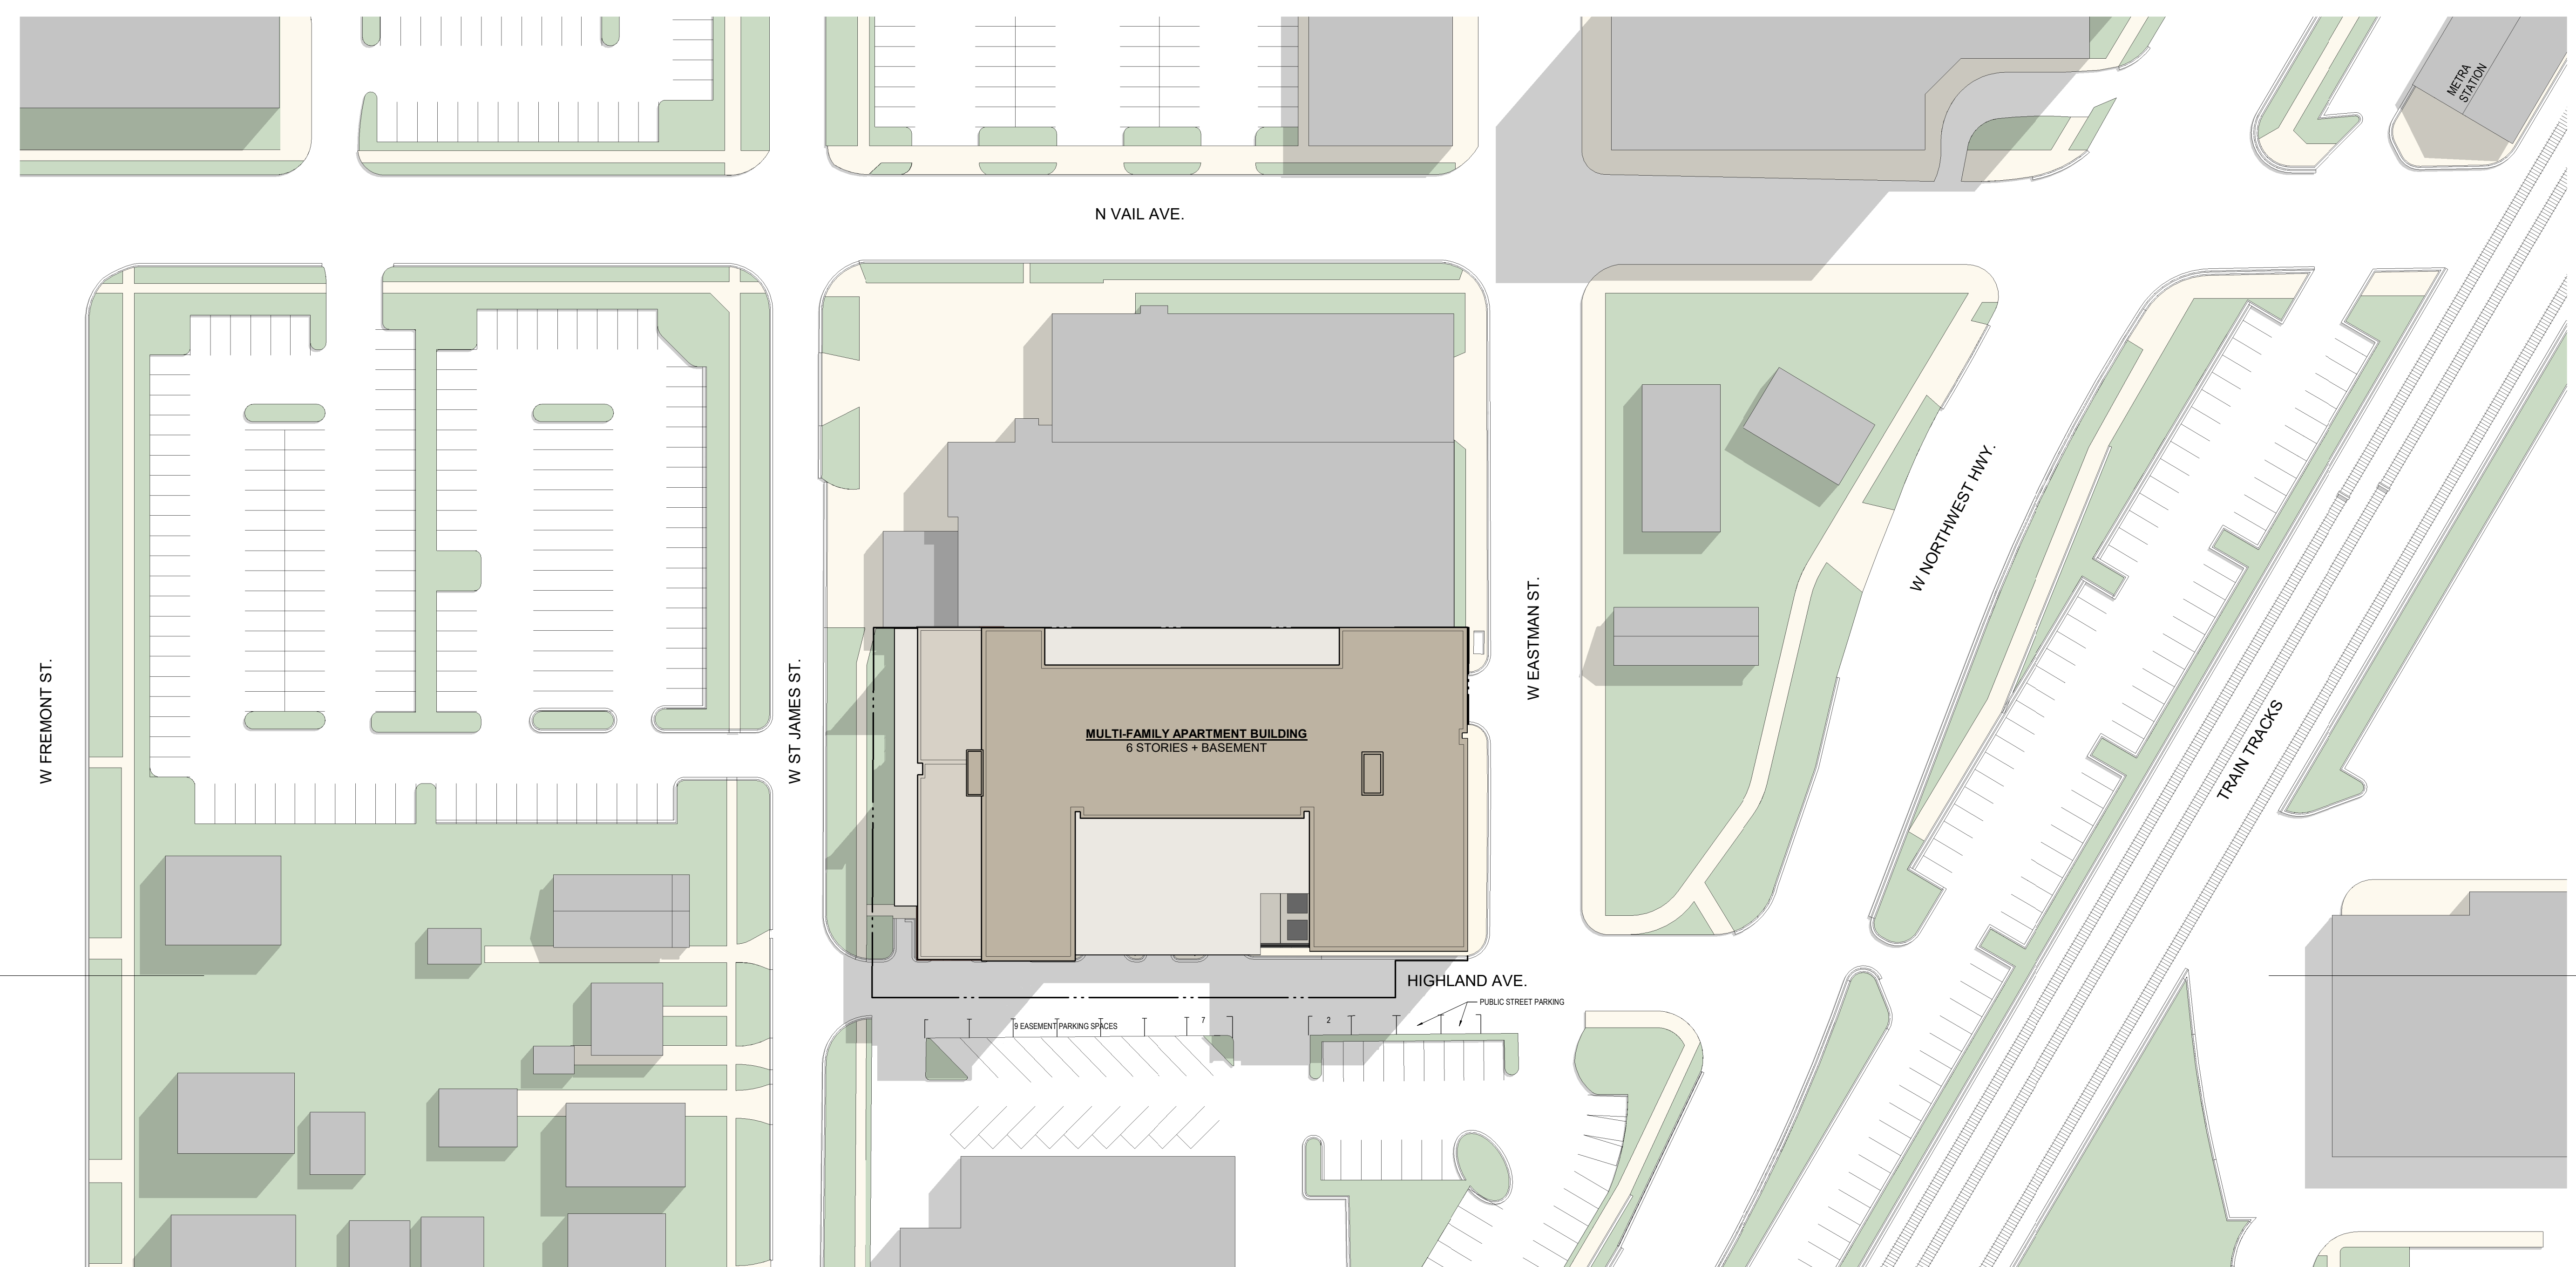 METRA
STATION
N VAIL AVE.
W NORTHWEST HWY.
W EASTMAN ST.
W FREMONT ST.
W ST JAMES ST.
TRAIN TRACKS
MULTI-FAMILY APARTMENT BUILDING
6 STORIES + BASEMENT
HIGHLAND AVE.
PUBLIC STREET PARKING
9 EASEMENT PARKING SPACES
7
2